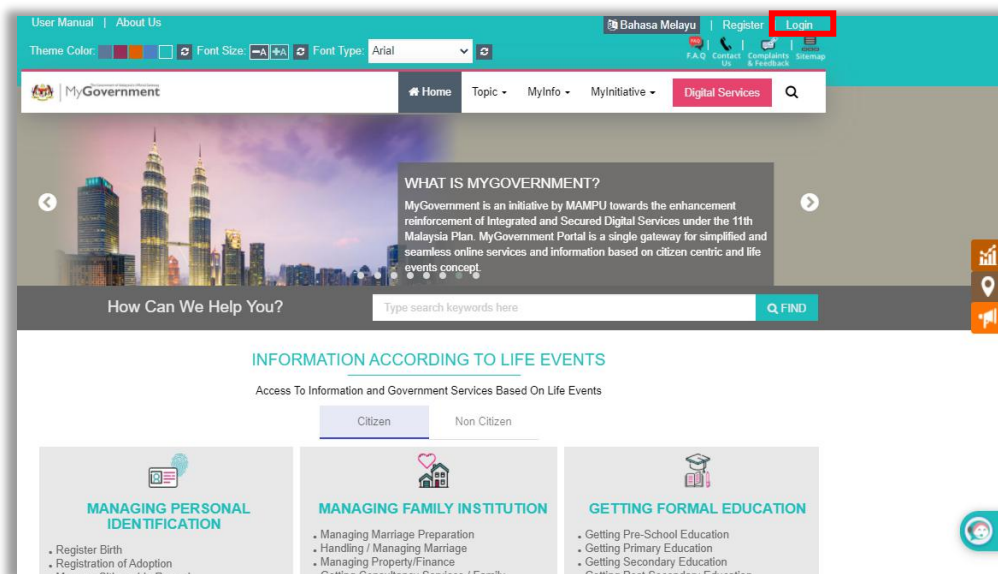 User Manual | About Us
Bahasa Melayu | Register | Login
Theme Color: Font Size: -A +A Font Type: Arial
F.A.Q Contact Us Complaints & Feedback Sitemap
MyGovernment
Home Topic MyInfo MyInitiative Digital Services
WHAT IS MYGOVERNMENT?
MyGovernment is an initiative by MAMPU towards the enhancement
reinforcement of Integrated and Secured Digital Services under the 11th
Malaysia Plan. MyGovernment Portal is a single gateway for simplified and
seamless online services and information based on citizen centric and life
events concept.
How Can We Help You?
Type search keywords here
FIND
INFORMATION ACCORDING TO LIFE EVENTS
Access To Information and Government Services Based On Life Events
Citizen Non Citizen
MANAGING PERSONAL
IDENTIFICATION
• Register Birth
• Registration of Adoption
MANAGING FAMILY INSTITUTION
• Managing Marriage Preparation
• Handling / Managing Marriage
• Managing Property/Finance
GETTING FORMAL EDUCATION
• Getting Pre-School Education
• Getting Primary Education
• Getting Secondary Education